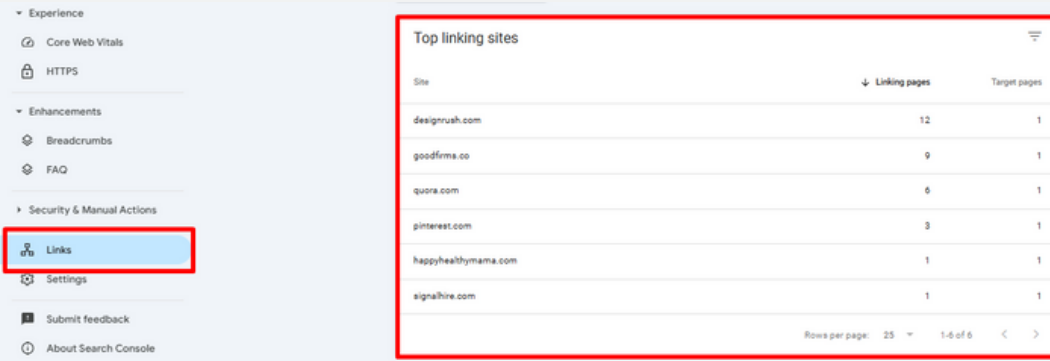 Experience
Core Web Vitals
HTTPS
Enhancements
Breadcrumbs
FAQ
Security & Manual Actions
Links
Settings
Submit feedback
About Search Console
Top linking sites
Site Linking pages Target pages
designrush.com 12 1
goodfirms.co 9 1
quora.com 6 1
pinterest.com 3 1
happyhealthymama.com 1 1
signalhire.com 1 1
Rows per page: 25 1-6 of 6